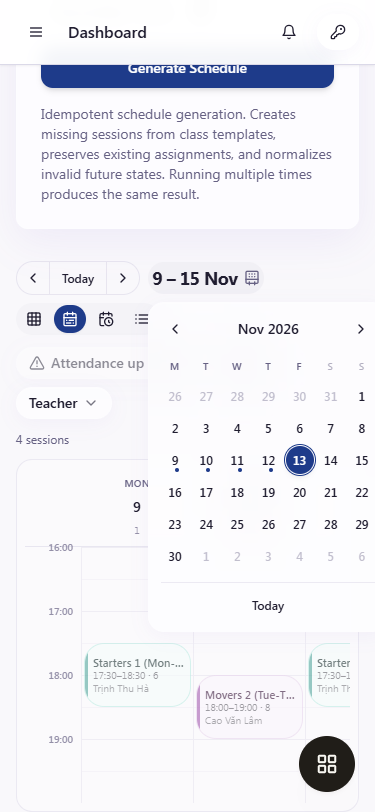 Dashboard
Generate Schedule
Idempotent schedule generation. Creates
missing sessions from class templates,
preserves existing assignments, and normalizes
invalid future states. Running multiple times
produces the same result.
Today
9 – 15 Nov
Nov 2026
Attendance up
M T W T F S S
26 27 28 29 30 31 1
Teacher
2 3 4 5 6 7 8
4 sessions
9 10 11 12 13 14 15
MON
16 17 18 19 20 21 22
9
23 24 25 26 27 28 29
1
16:00
30 1 2 3 4 5 6
Today
17:00
18:00
19:00
Starters 1 (Mon-...
17:30–18:30 · 6
Trịnh Thu Hà
Movers 2 (Tue-T...
18:00–19:00 · 8
Cao Văn Lâm
Starter
17:30–1
Trịnh T